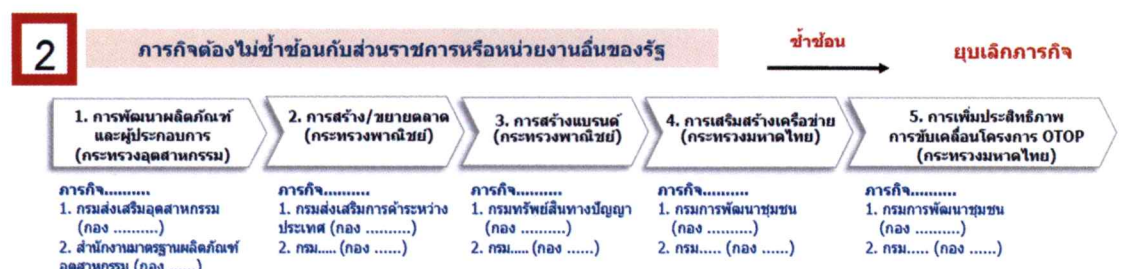 2
ภารกิจต้องไม่ซ้ำซ้อนกับส่วนราชการหรือหน่วยงานอื่นของรัฐ
ซ้ำซ้อน
ยุบเลิกภารกิจ
1. การพัฒนาผลิตภัณฑ์
และผู้ประกอบการ
(กระทรวงอุตสาหกรรม)
2. การสร้าง/ขยายตลาด
(กระทรวงพาณิชย์)
3. การสร้างแบรนด์
(กระทรวงพาณิชย์)
4. การเสริมสร้างเครือข่าย
(กระทรวงมหาดไทย)
5. การเพิ่มประสิทธิภาพ
การขับเคลื่อนโครงการ OTOP
(กระทรวงมหาดไทย)
ภารกิจ..........
1. กรมส่งเสริมอุตสาหกรรม
(กอง ..........)
2. สำนักงานมาตรฐานผลิตภัณฑ์
อุตสาหกรรม (กอง ......)
ภารกิจ..........
1. กรมส่งเสริมการค้าระหว่าง
ประเทศ (กอง ..........)
2. กรม..... (กอง ......)
ภารกิจ..........
1. กรมทรัพย์สินทางปัญญา
(กอง ..........)
2. กรม..... (กอง ......)
ภารกิจ..........
1. กรมการพัฒนาชุมชน
(กอง ..........)
2. กรม..... (กอง ......)
ภารกิจ..........
1. กรมการพัฒนาชุมชน
(กอง ..........)
2. กรม..... (กอง ......)